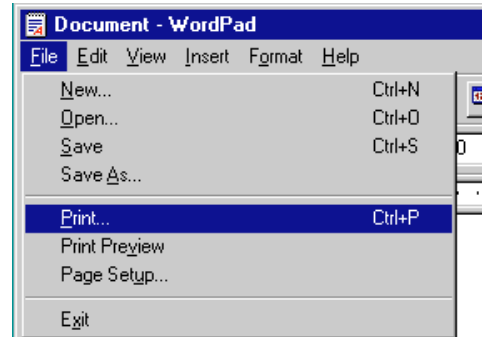 Document - WordPad
File Edit View Insert Format Help
New... Ctrl+N
Open... Ctrl+O
Save Ctrl+S
Save As...
Print... Ctrl+P
Print Preview
Page Setup...
Exit